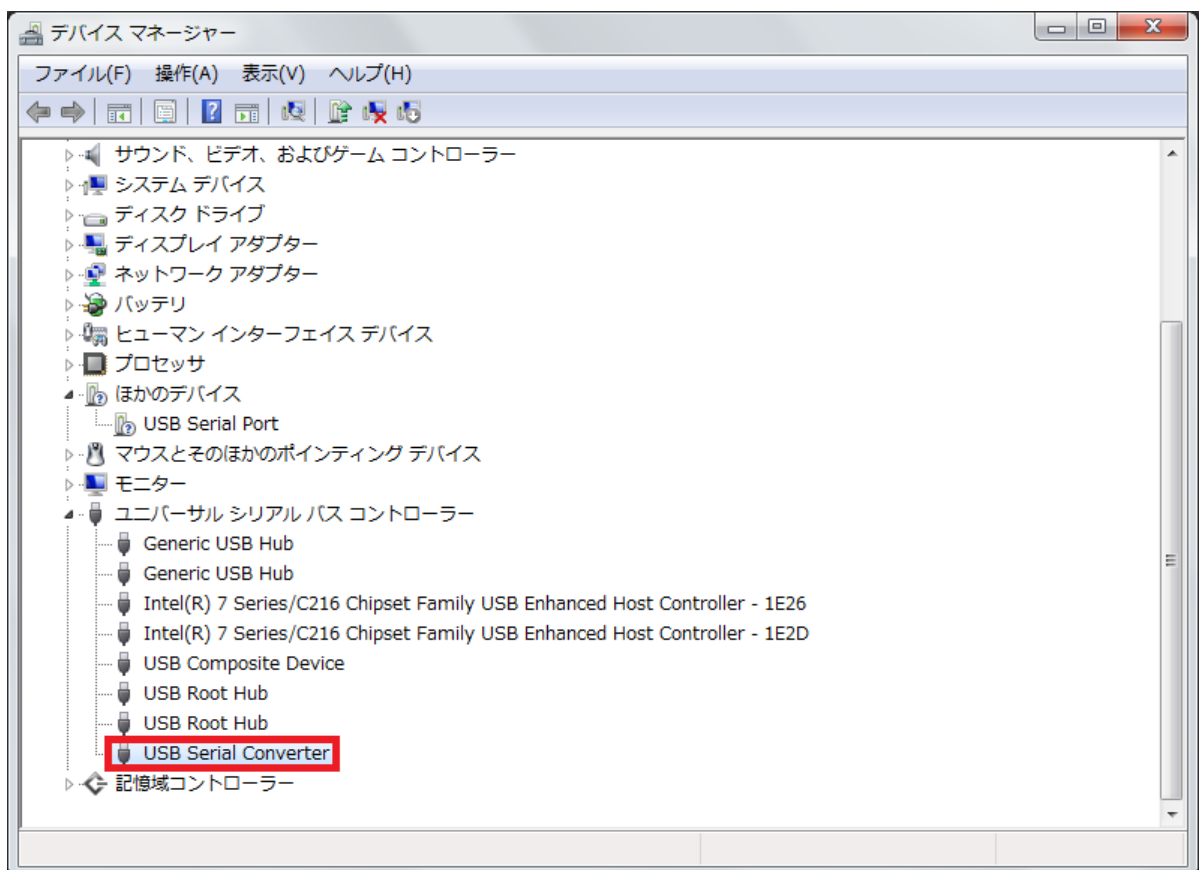 デバイス マネージャー
ファイル(F) 操作(A) 表示(V) ヘルプ(H)
サウンド、ビデオ、およびゲーム コントローラー
システム デバイス
ディスク ドライブ
ディスプレイ アダプター
ネットワーク アダプター
バッテリ
ヒューマン インターフェイス デバイス
プロセッサ
ほかのデバイス
USB Serial Port
マウスとそのほかのポインティング デバイス
モニター
ユニバーサル シリアル バス コントローラー
Generic USB Hub
Generic USB Hub
Intel(R) 7 Series/C216 Chipset Family USB Enhanced Host Controller - 1E26
Intel(R) 7 Series/C216 Chipset Family USB Enhanced Host Controller - 1E2D
USB Composite Device
USB Root Hub
USB Root Hub
USB Serial Converter
記憶域コントローラー